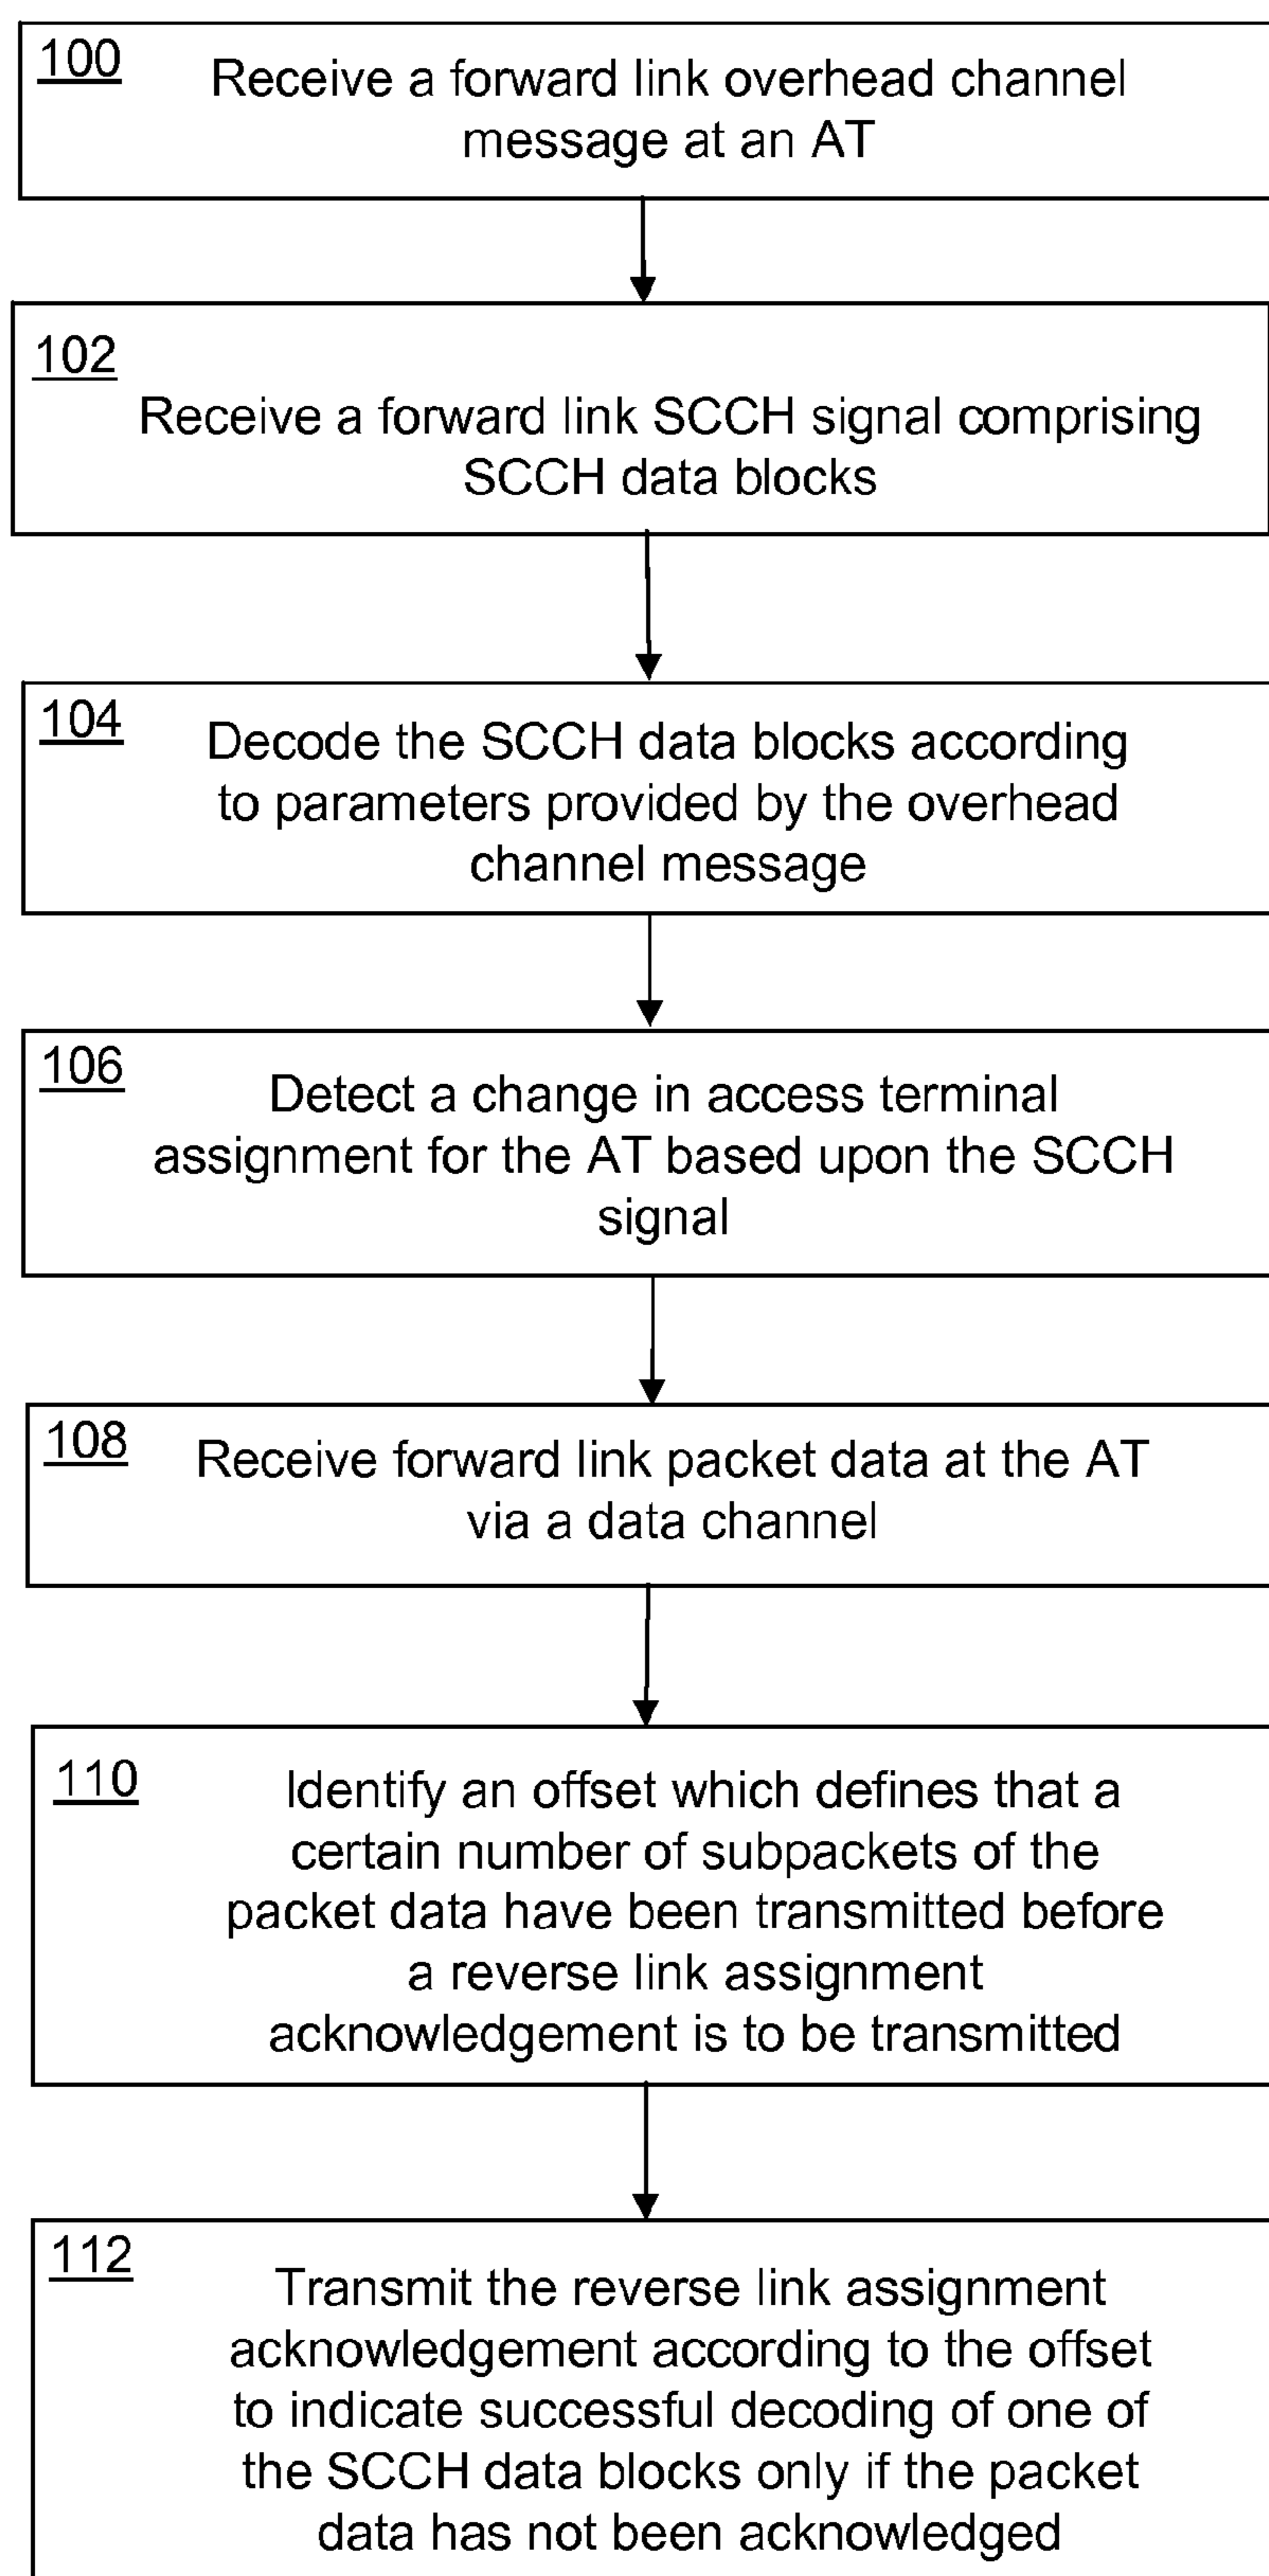 100
Receive a forward link overhead channel
message at an AT
102
Receive a forward link SCCH signal comprising
SCCH data blocks
104
Decode the SCCH data blocks according
to parameters provided by the overhead
channel message
106
Detect a change in access terminal
assignment for the AT based upon the SCCH
signal
108
Receive forward link packet data at the AT
via a data channel
110
Identify an offset which defines that a
certain number of subpackets of the
packet data have been transmitted before
a reverse link assignment
acknowledgement is to be transmitted
112
Transmit the reverse link assignment
acknowledgement according to the offset
to indicate successful decoding of one of
the SCCH data blocks only if the packet
data has not been acknowledged